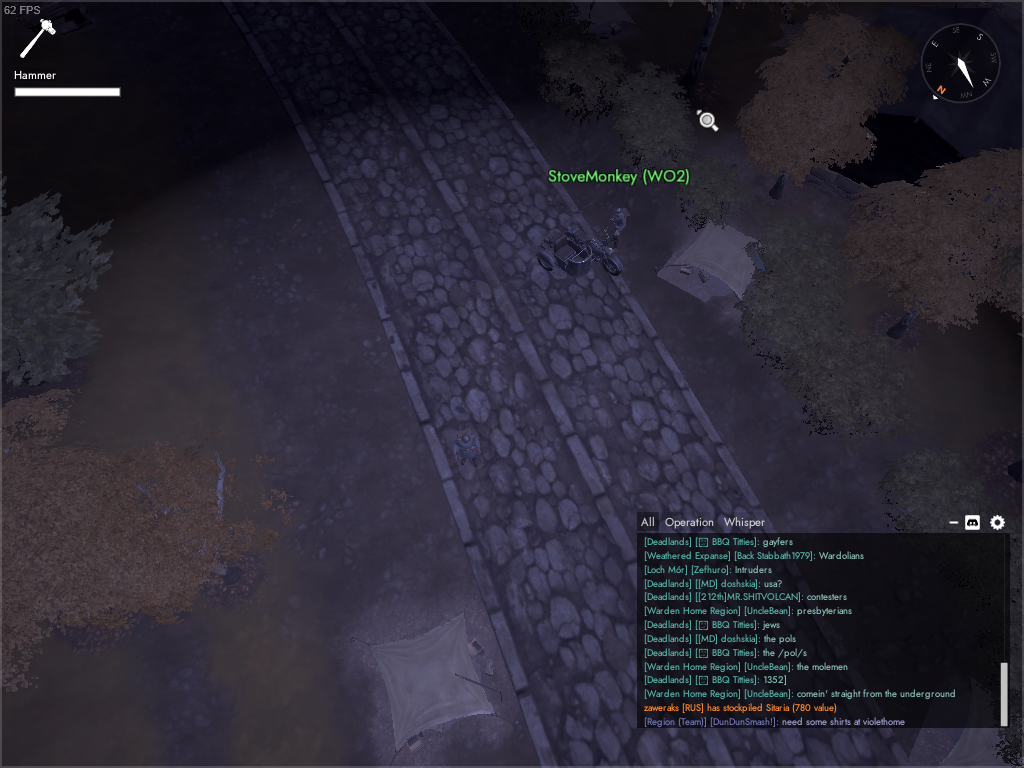 62 FPS
Hammer
SE
S
E
SW
NE
W
N
NW
StoveMonkey (WO2)
All Operation Whisper
[Deadlands] [ BBQ Titties]: gayfers
[Weathered Expanse] [Back Stabbath1979]: Wardolians
[Loch Mór] [Zefhuro]: Intruders
[Deadlands] [[MD] doshskia]: usa?
[Deadlands] [[212th]MR.SHITVOLCAN]: contesters
[Warden Home Region] [UncleBean]: presbyterians
[Deadlands] [ BBQ Titties]: jews
[Deadlands] [[MD] doshskia]: the pols
[Deadlands] [ BBQ Titties]: the /pol/s
[Warden Home Region] [UncleBean]: the molemen
[Deadlands] [ BBQ Titties]: 1352]
[Warden Home Region] [UncleBean]: comein' straight from the underground
zaweraks [RUS] has stockpiled Sitaria (780 value)
[Region (Team)] [DunDunSmash!]: need some shirts at violethome